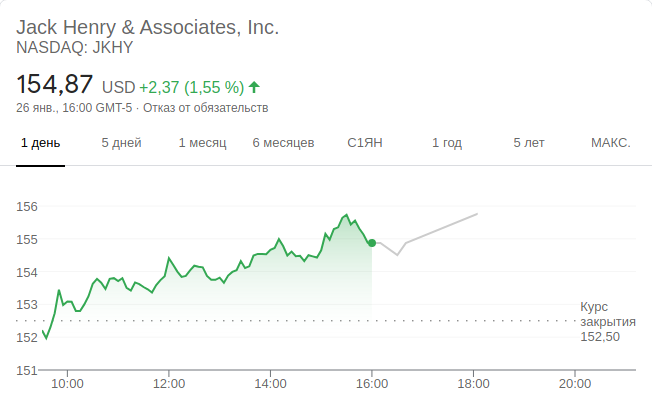 Jack Henry & Associates, Inc.
NASDAQ: JKHY
154,87 USD +2,37 (1,55 %)
26 янв., 16:00 GMT-5 · Отказ от обязательств
1 день 5 дней 1 месяц 6 месяцев С1ЯН 1 год 5 лет МАКС.
156
155
154
153
152
151
Курс
закрытия
152,50
10:00 12:00 14:00 16:00 18:00 20:00